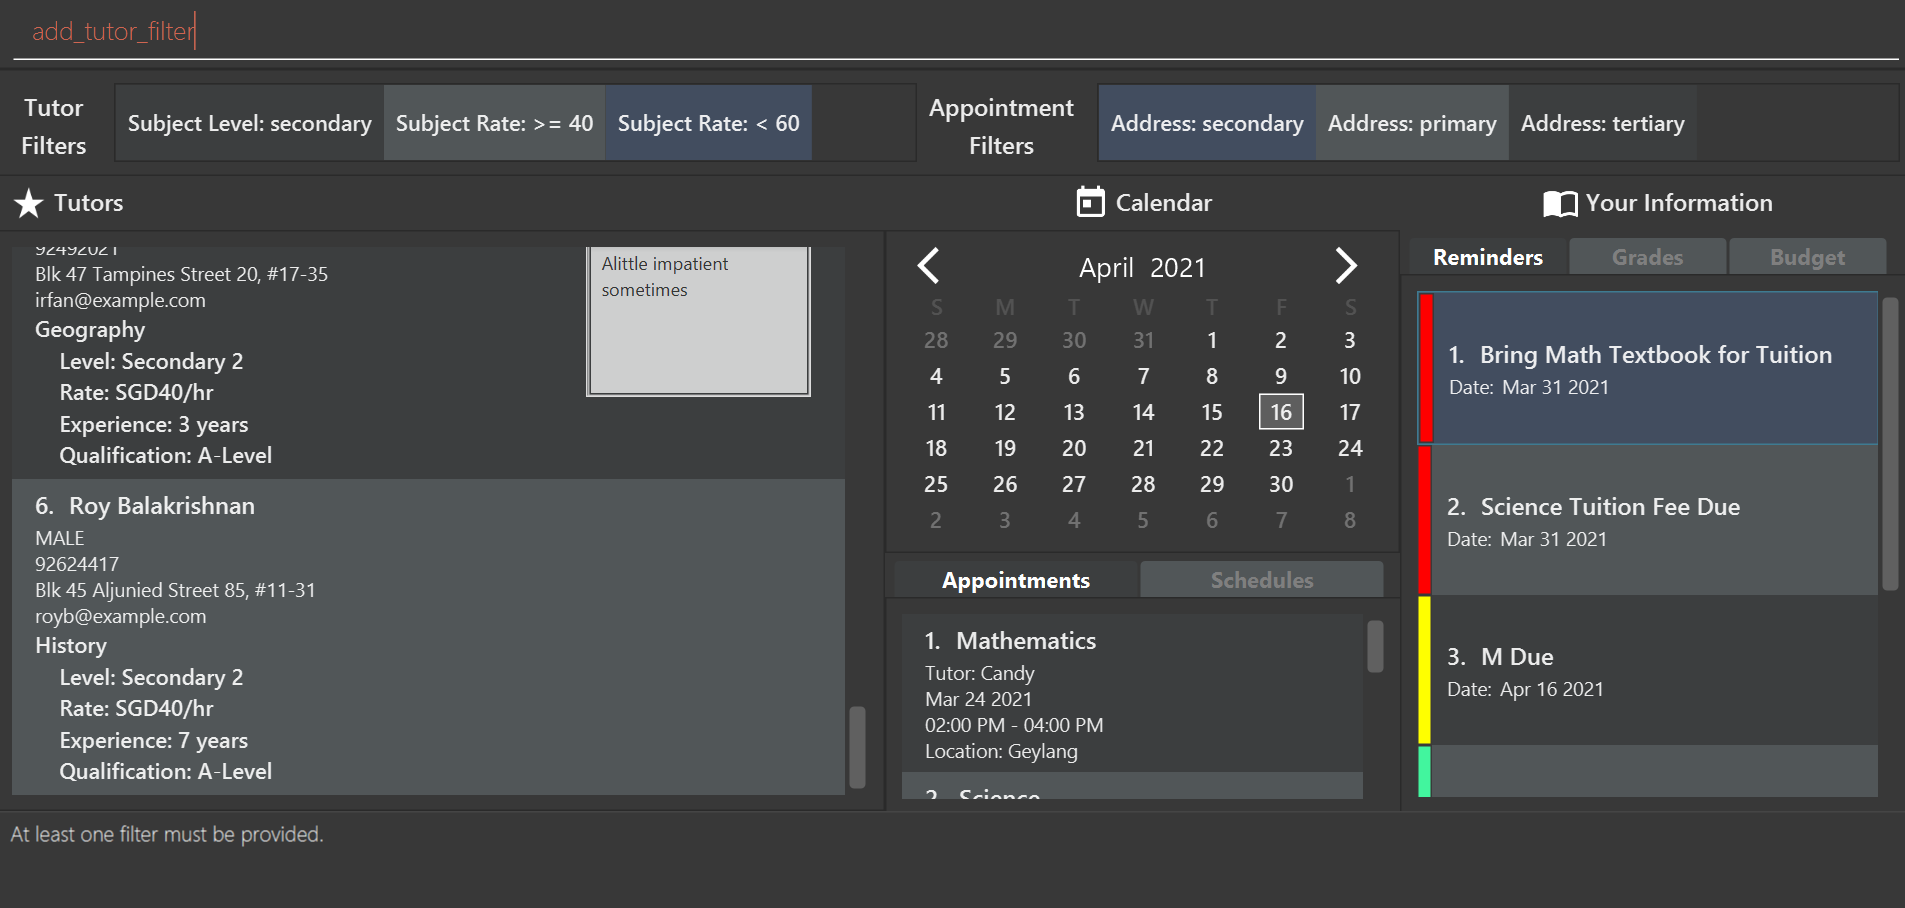 add_tutor_filter
Tutor
Filters
Subject Level: secondary
Subject Rate: >= 40
Subject Rate: < 60
Appointment
Filters
Address: secondary
Address: primary
Address: tertiary
Tutors
92492021
Blk 47 Tampines Street 20, #17-35
irfan@example.com
Geography
Level: Secondary 2
Rate: SGD40/hr
Experience: 3 years
Qualification: A-Level
Alittle impatient
sometimes
6. Roy Balakrishnan
MALE
92624417
Blk 45 Aljunied Street 85, #11-31
royb@example.com
History
Level: Secondary 2
Rate: SGD40/hr
Experience: 7 years
Qualification: A-Level
Calendar
April 2021
S M T W T F S
28 29 30 31 1 2 3
4 5 6 7 8 9 10
11 12 13 14 15 16 17
18 19 20 21 22 23 24
25 26 27 28 29 30 1
2 3 4 5 6 7 8
Appointments
Schedules
1. Mathematics
Tutor: Candy
Mar 24 2021
02:00 PM - 04:00 PM
Location: Geylang
2. Science
Your Information
Reminders
Grades
Budget
1. Bring Math Textbook for Tuition
Date: Mar 31 2021
2. Science Tuition Fee Due
Date: Mar 31 2021
3. M Due
Date: Apr 16 2021
At least one filter must be provided.